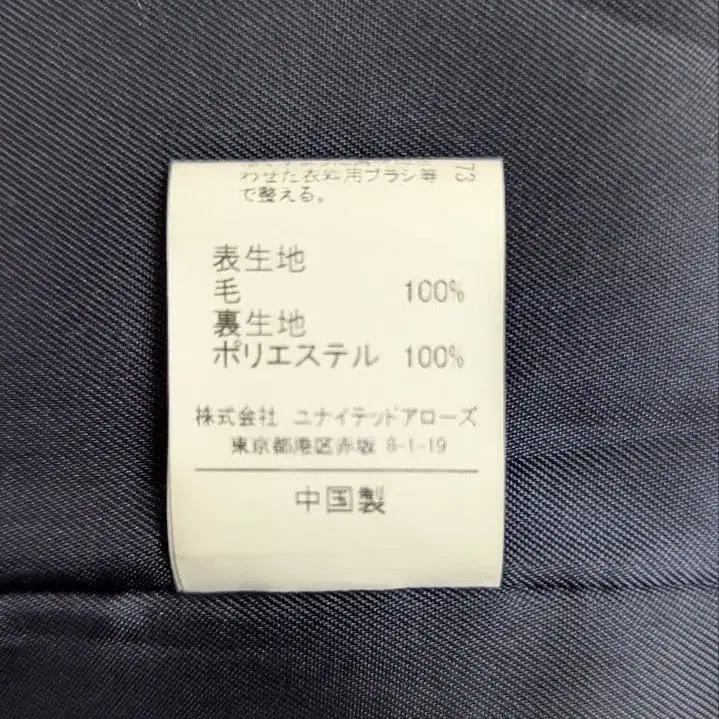 わせた衣料用ブラシ等
で整える。
73
表生地
毛 100%
裏生地
ポリエステル 100%
株式会社 ユナイテッドアローズ
東京都港区赤坂 8-1-19
中国製